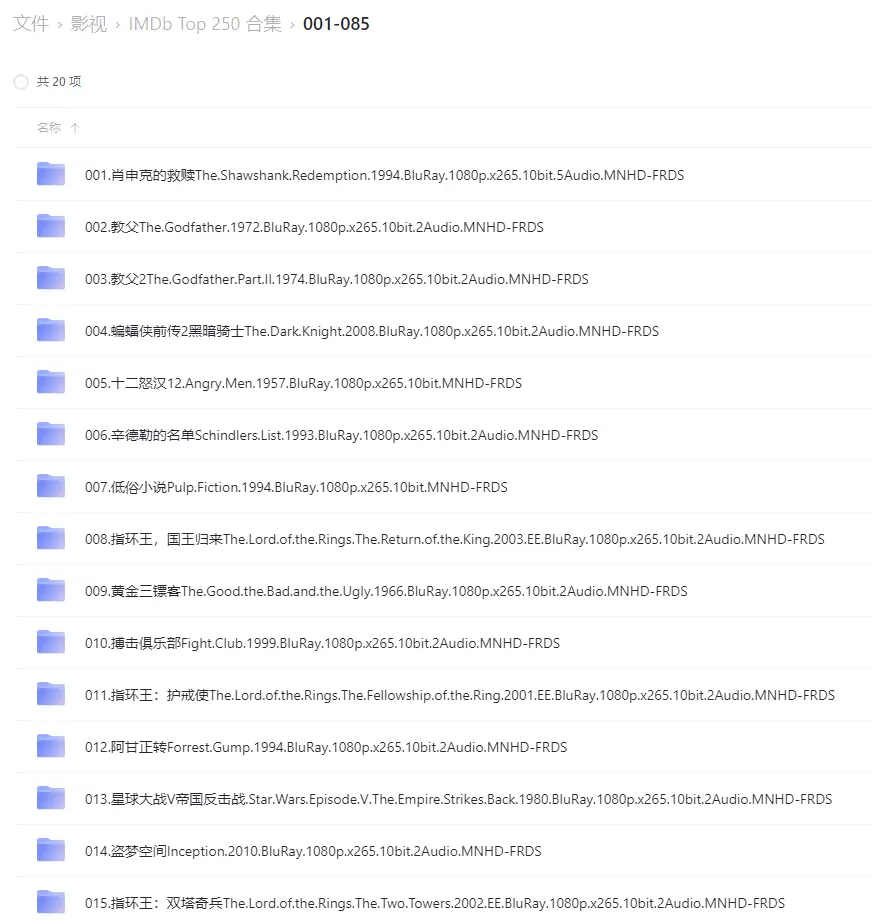 文件 › 影视 › IMDb Top 250 合集 › 001-085
共 20 项
名称 ↑
001.肖申克的救赎The.Shawshank.Redemption.1994.BluRay.1080p.x265.10bit.5Audio.MNHD-FRDS
002.教父The.Godfather.1972.BluRay.1080p.x265.10bit.2Audio.MNHD-FRDS
003.教父2The.Godfather.Part.II.1974.BluRay.1080p.x265.10bit.2Audio.MNHD-FRDS
004.蝙蝠侠前传2黑暗骑士The.Dark.Knight.2008.BluRay.1080p.x265.10bit.2Audio.MNHD-FRDS
005.十二怒汉12.Angry.Men.1957.BluRay.1080p.x265.10bit.MNHD-FRDS
006.辛德勒的名单Schindlers.List.1993.BluRay.1080p.x265.10bit.2Audio.MNHD-FRDS
007.低俗小说Pulp.Fiction.1994.BluRay.1080p.x265.10bit.MNHD-FRDS
008.指环王，国王归来The.Lord.of.the.Rings.The.Return.of.the.King.2003.EE.BluRay.1080p.x265.10bit.2Audio.MNHD-FRDS
009.黄金三镖客The.Good.the.Bad.and.the.Ugly.1966.BluRay.1080p.x265.10bit.2Audio.MNHD-FRDS
010.搏击俱乐部Fight.Club.1999.BluRay.1080p.x265.10bit.2Audio.MNHD-FRDS
011.指环王：护戒使The.Lord.of.the.Rings.The.Fellowship.of.the.Ring.2001.EE.BluRay.1080p.x265.10bit.2Audio.MNHD-FRDS
012.阿甘正转Forrest.Gump.1994.BluRay.1080p.x265.10bit.2Audio.MNHD-FRDS
013.星球大战V帝国反击战.Star.Wars.Episode.V.The.Empire.Strikes.Back.1980.BluRay.1080p.x265.10bit.2Audio.MNHD-FRDS
014.盗梦空间Inception.2010.BluRay.1080p.x265.10bit.2Audio.MNHD-FRDS
015.指环王：双塔奇兵The.Lord.of.the.Rings.The.Two.Towers.2002.EE.BluRay.1080p.x265.10bit.2Audio.MNHD-FRDS